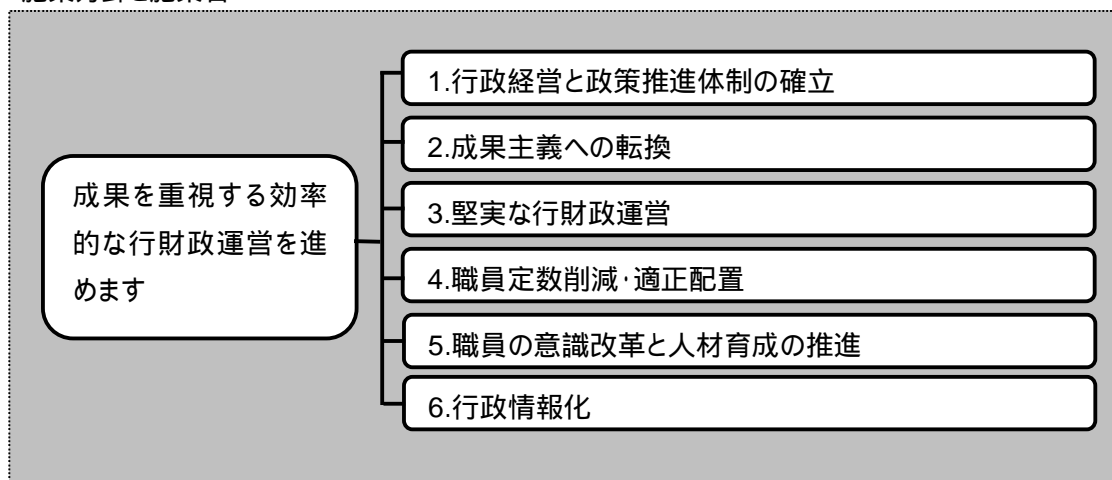 成果を重視する効率
的な行財政運営を進
めます
1.行政経営と政策推進体制の確立
2.成果主義への転換
3.堅実な行財政運営
4.職員定数削減・適正配置
5.職員の意識改革と人材育成の推進
6.行政情報化